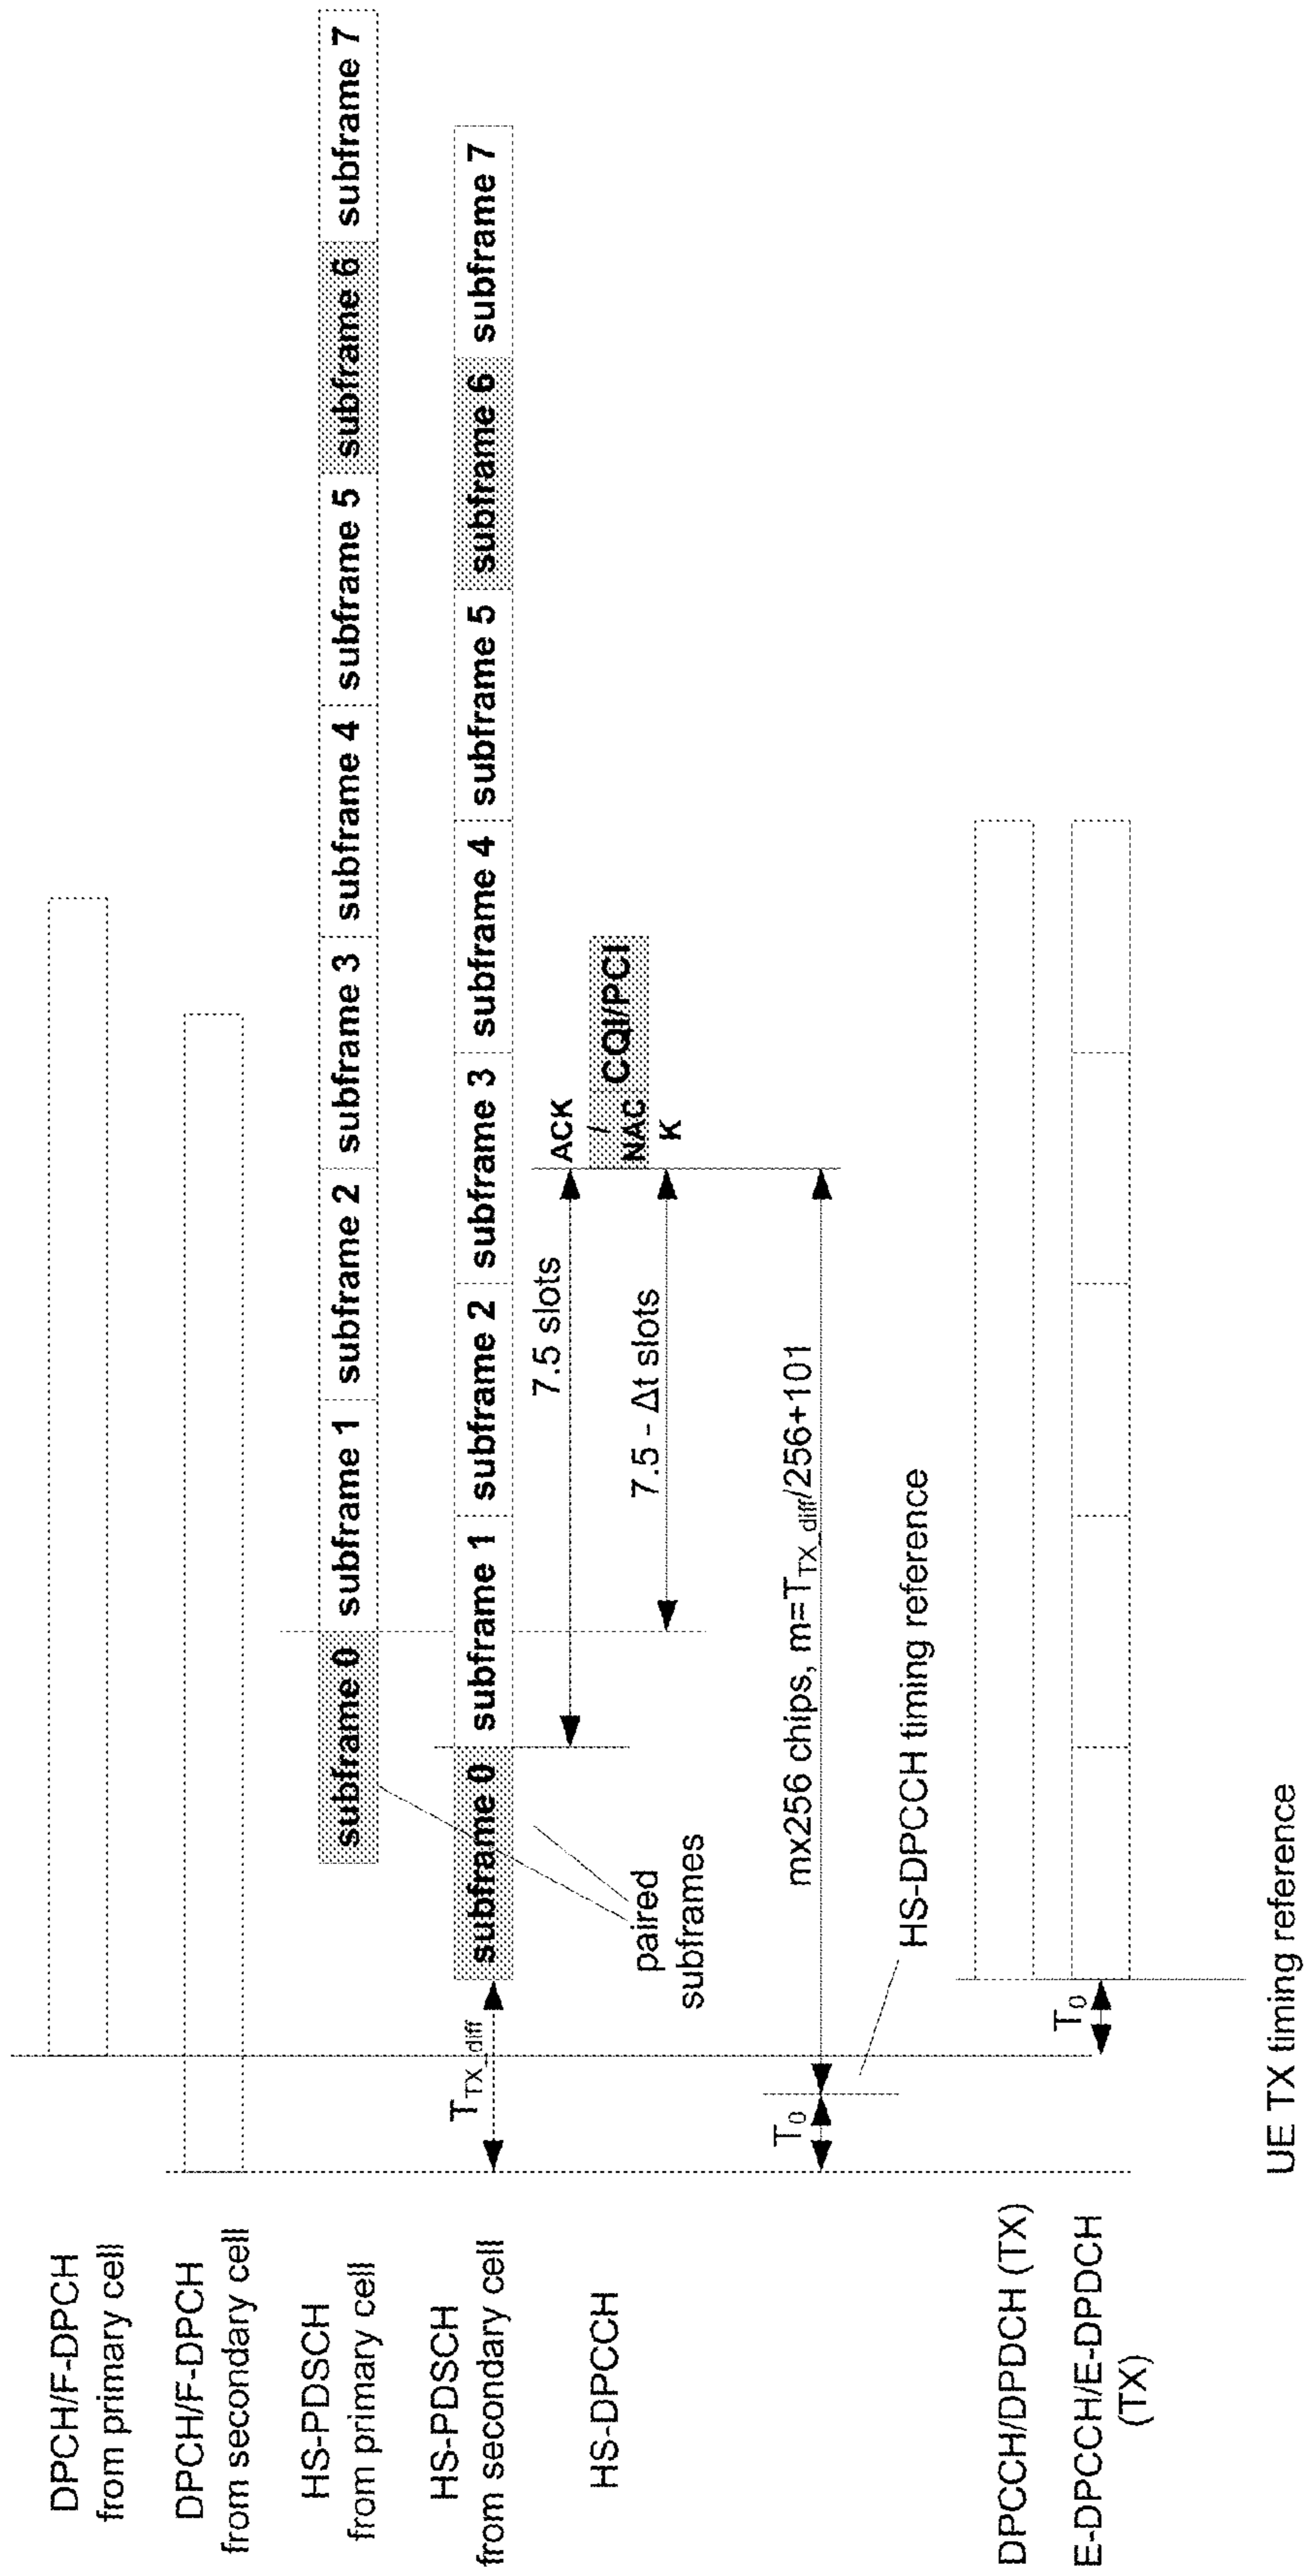 DPCH/F-DPCH
from primary cell
DPCH/F-DPCH
from secondary cell
HS-PDSCH
from primary cell
subframe 0 subframe 1 subframe 2 subframe 3 subframe 4 subframe 5 subframe 6 subframe 7
HS-PDSCH
from secondary cell
TTX_diff
subframe 0 subframe 1 subframe 2 subframe 3 subframe 4 subframe 5 subframe 6 subframe 7
HS-DPCCH
paired
subframes
7.5 slots
7.5 - Δt slots
ACK
/
NAC
K
CQI/PCI
T0
mx256 chips, m=TTX_diff/256+101
HS-DPCCH timing reference
DPCCH/DPDCH (TX)
E-DPCCH/E-DPDCH
(TX)
T0
UE TX timing reference